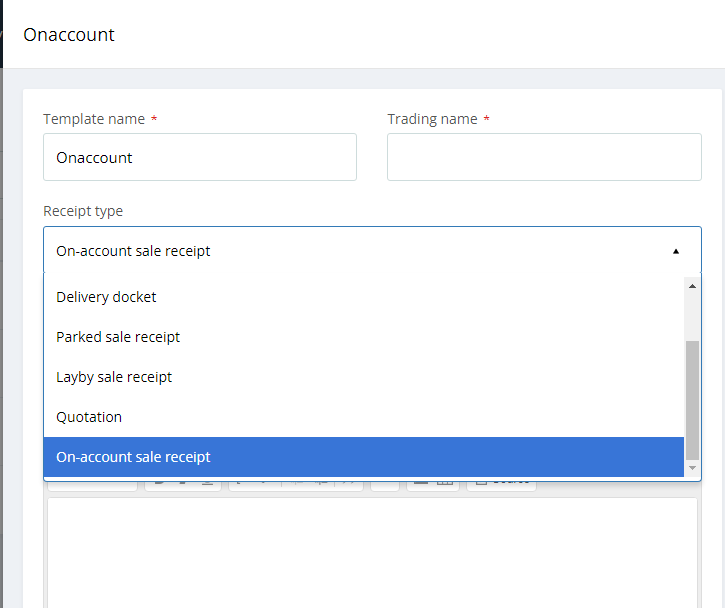 Onaccount
Template name *
Trading name *
Onaccount
Receipt type
On-account sale receipt
Delivery docket
Parked sale receipt
Layby sale receipt
Quotation
On-account sale receipt